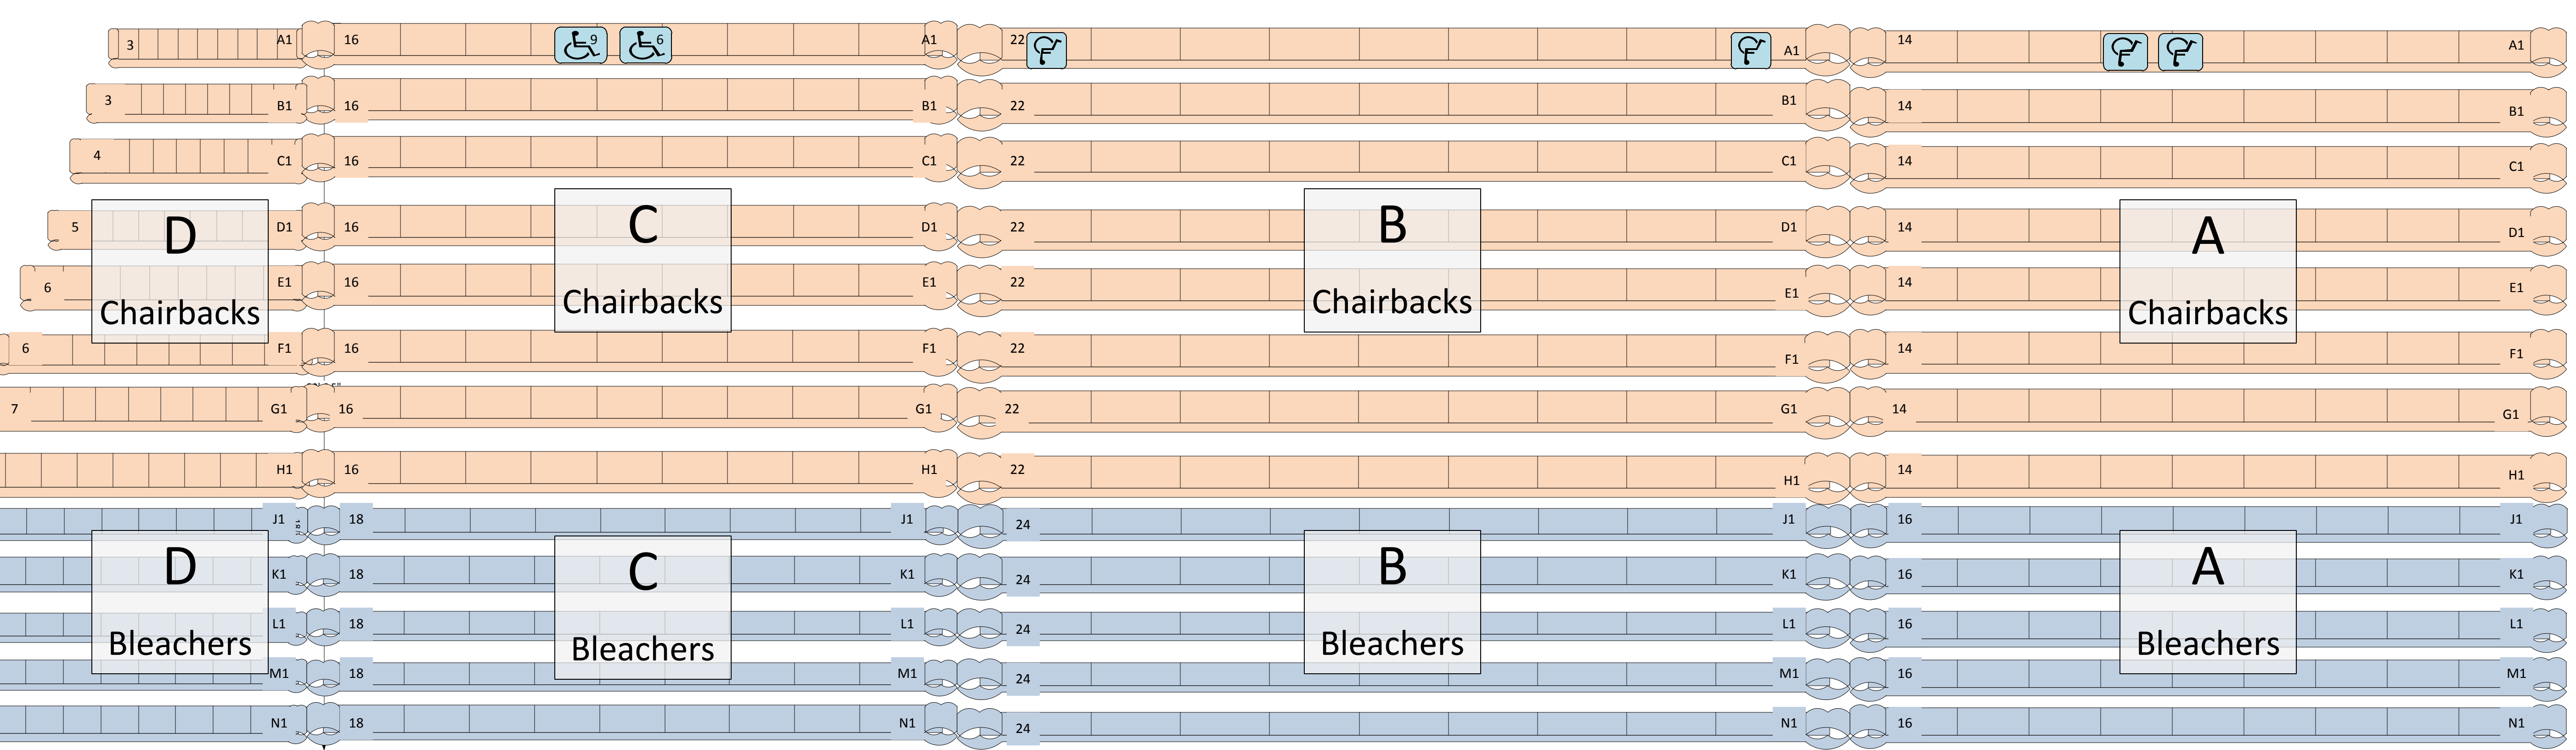 3 A1 16 9 6 A1 22 A1 14 A1
3 B1 16 B1 22 B1 14 B1
4 C1 16 C1 22 C1 14 C1
5 D1 16 D1 22 D1 14 D1
D C B A
6 E1 16 E1 22 E1 14 E1
Chairbacks Chairbacks Chairbacks Chairbacks
6 F1 16 F1 22 F1 14 F1
7 G1 16 G1 22 G1 14 G1
H1 16 H1 22 H1 14 H1
J1 18 J1 24 J1 16 J1
D C B A
K1 18 K1 24 K1 16 K1
L1 18 L1 24 L1 16 L1
Bleachers Bleachers Bleachers Bleachers
M1 18 M1 24 M1 16 M1
N1 18 N1 24 N1 16 N1